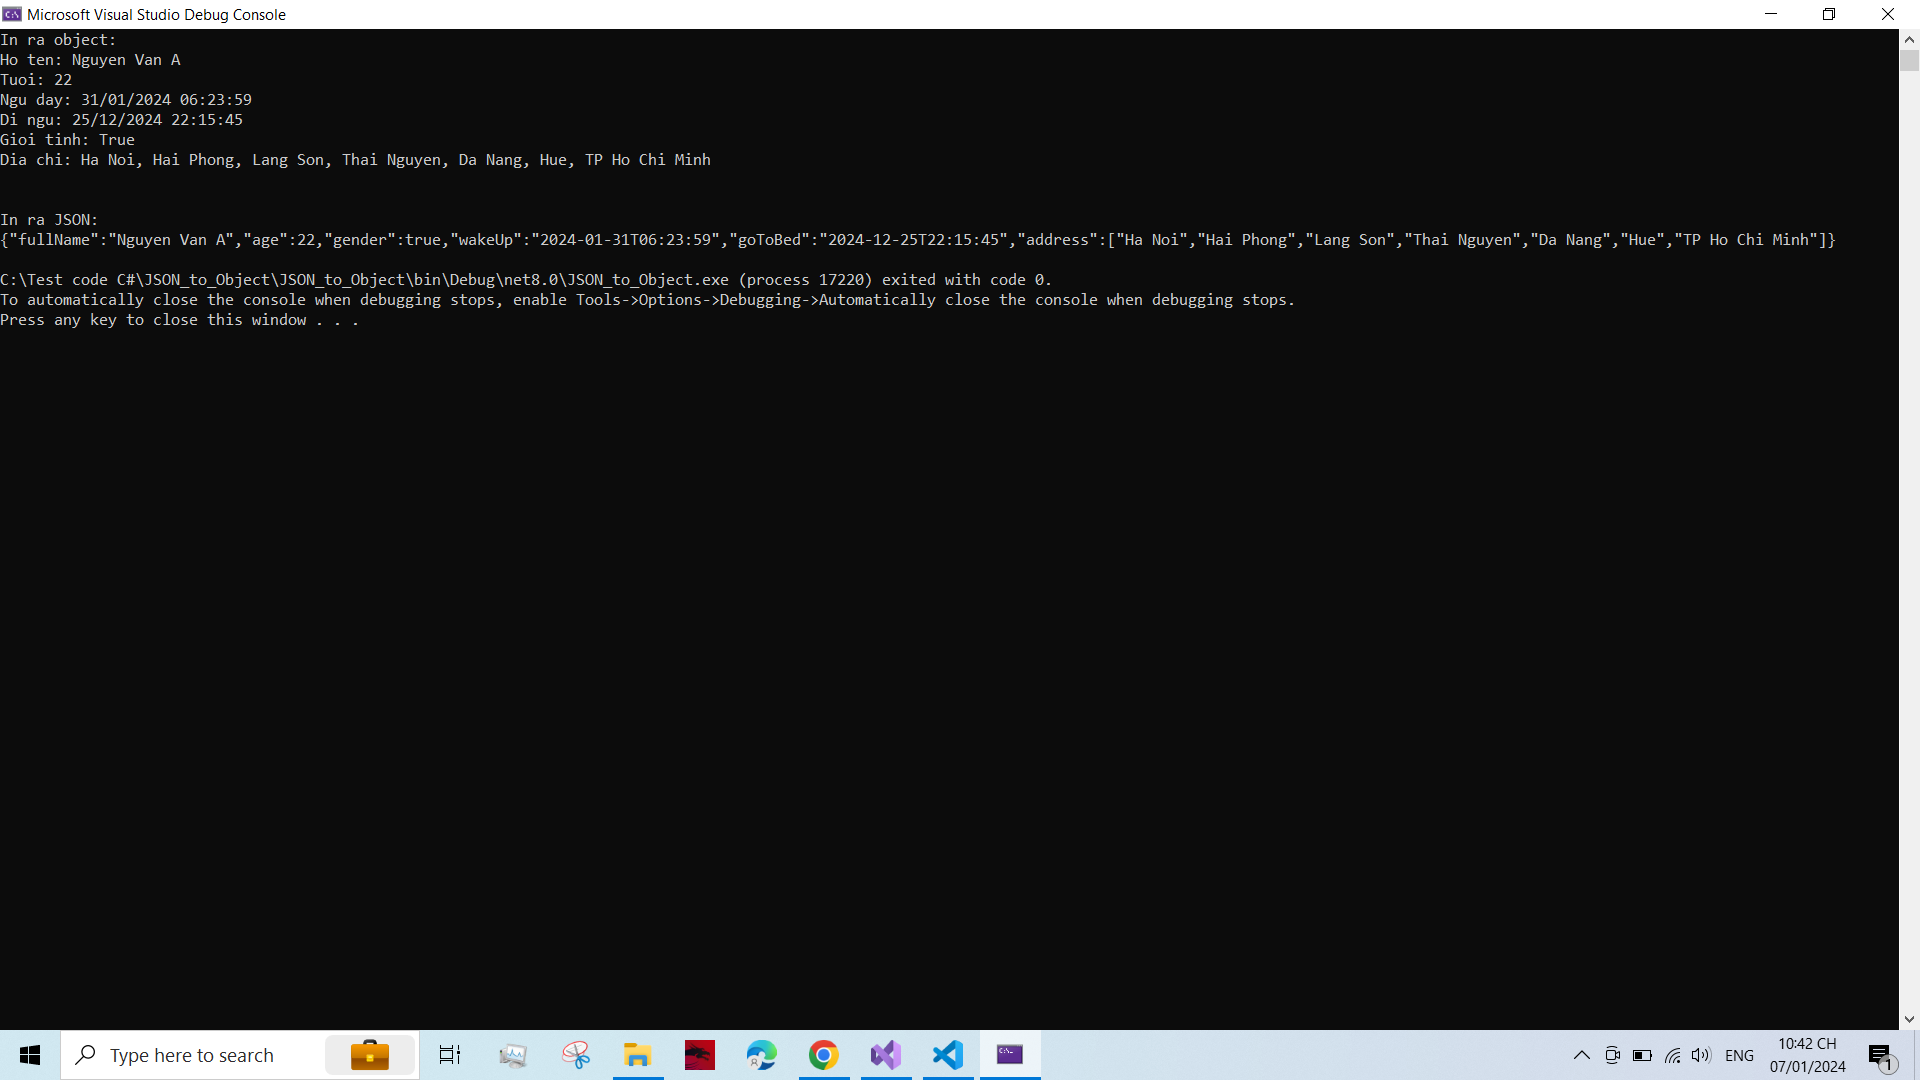 Microsoft Visual Studio Debug Console
In ra object:
Ho ten: Nguyen Van A
Tuoi: 22
Ngu day: 31/01/2024 06:23:59
Di ngu: 25/12/2024 22:15:45
Gioi tinh: True
Dia chi: Ha Noi, Hai Phong, Lang Son, Thai Nguyen, Da Nang, Hue, TP Ho Chi Minh
In ra JSON:
{"fullName":"Nguyen Van A","age":22,"gender":true,"wakeUp":"2024-01-31T06:23:59","goToBed":"2024-12-25T22:15:45","address":["Ha Noi","Hai Phong","Lang Son","Thai Nguyen","Da Nang","Hue","TP Ho Chi Minh"]}
C:\Test code C#\JSON_to_Object\JSON_to_Object\bin\Debug\net8.0\JSON_to_Object.exe (process 17220) exited with code 0.
To automatically close the console when debugging stops, enable Tools->Options->Debugging->Automatically close the console when debugging stops.
Press any key to close this window . . .
Type here to search
ENG
10:42 CH
07/01/2024
1